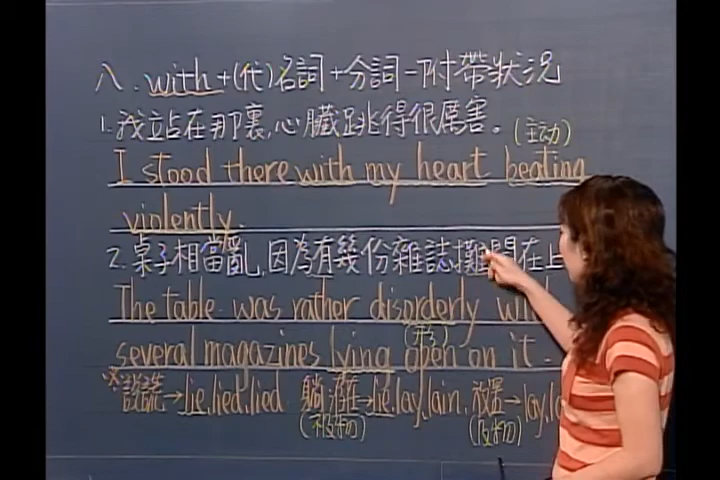 八. with+(代)名詞+分詞-附帶狀況
1. 我立站在那裏,心臟跳得很厲害。(主动)
I stood there with my heart beating
violently.
2. 桌子相當亂,因為有幾份雜誌攤開在上
The table was rather disorderly with
several magazines lying open on it.
(形)
※說謊→lie,lied,lied 躺,潛在→lie,lay,lain, 放置→lay,
(不及物) (及物)